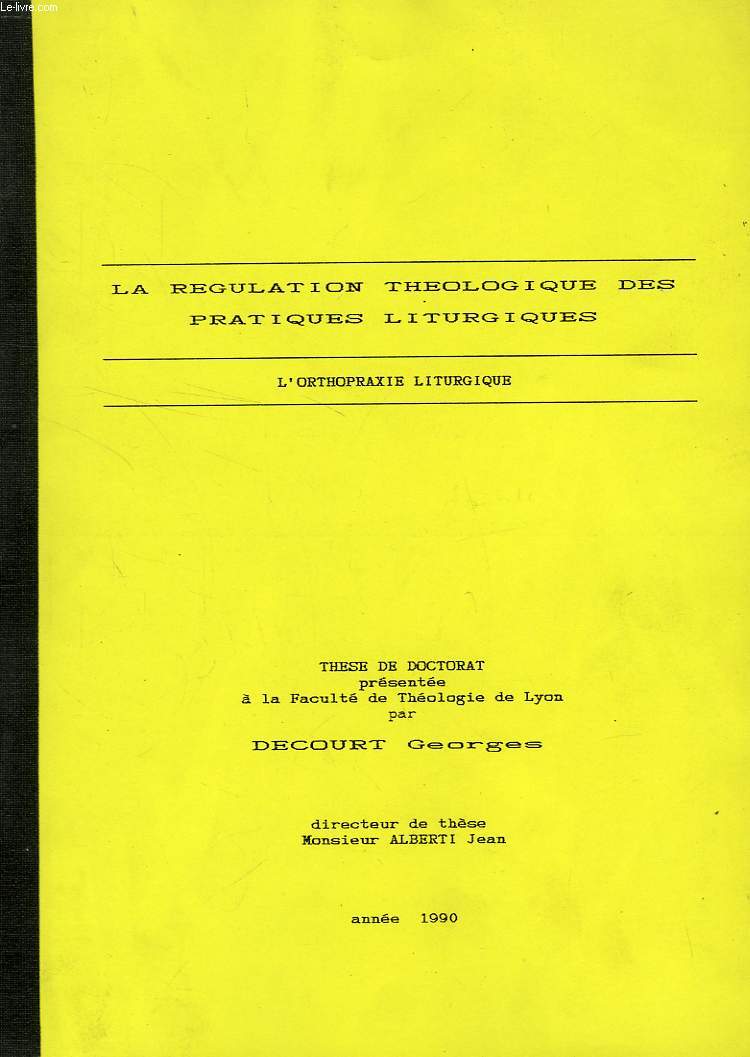 Le-livre.com
LA REGULATION THEOLOGIQUE DES
PRATIQUES LITURGIQUES
L'ORTHOPRAXIE LITURGIQUE
THESE DE DOCTORAT
présentée
à la Faculté de Théologie de Lyon
par
DECOURT Georges
directeur de thèse
Monsieur ALBERTI Jean
année 1990